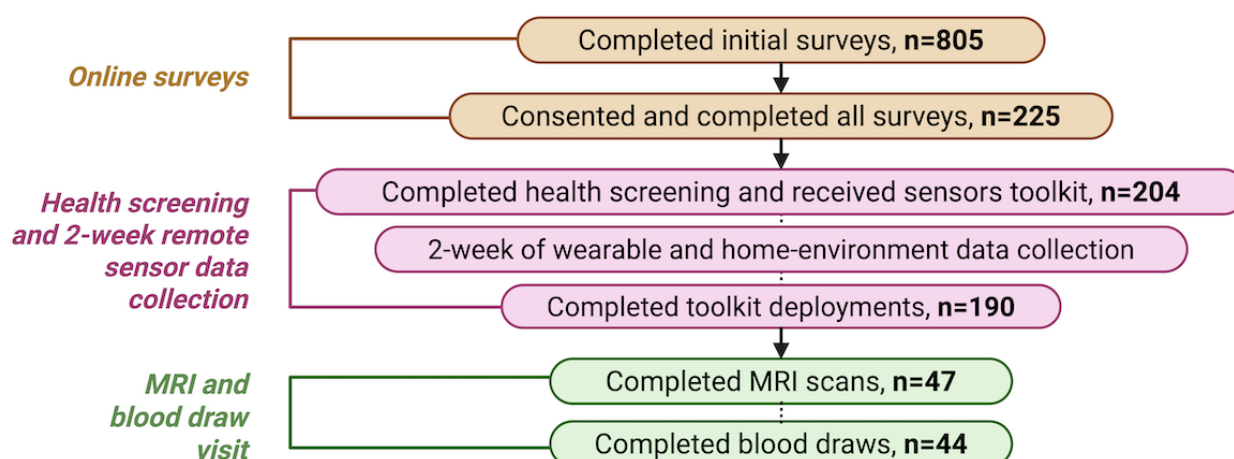 Completed initial surveys, n=805
Online surveys
Consented and completed all surveys, n=225
Completed health screening and received sensors toolkit, n=204
Health screening
and 2-week remote
sensor data
collection
2-week of wearable and home-environment data collection
Completed toolkit deployments, n=190
Completed MRI scans, n=47
MRI and
blood draw
visit
Completed blood draws, n=44